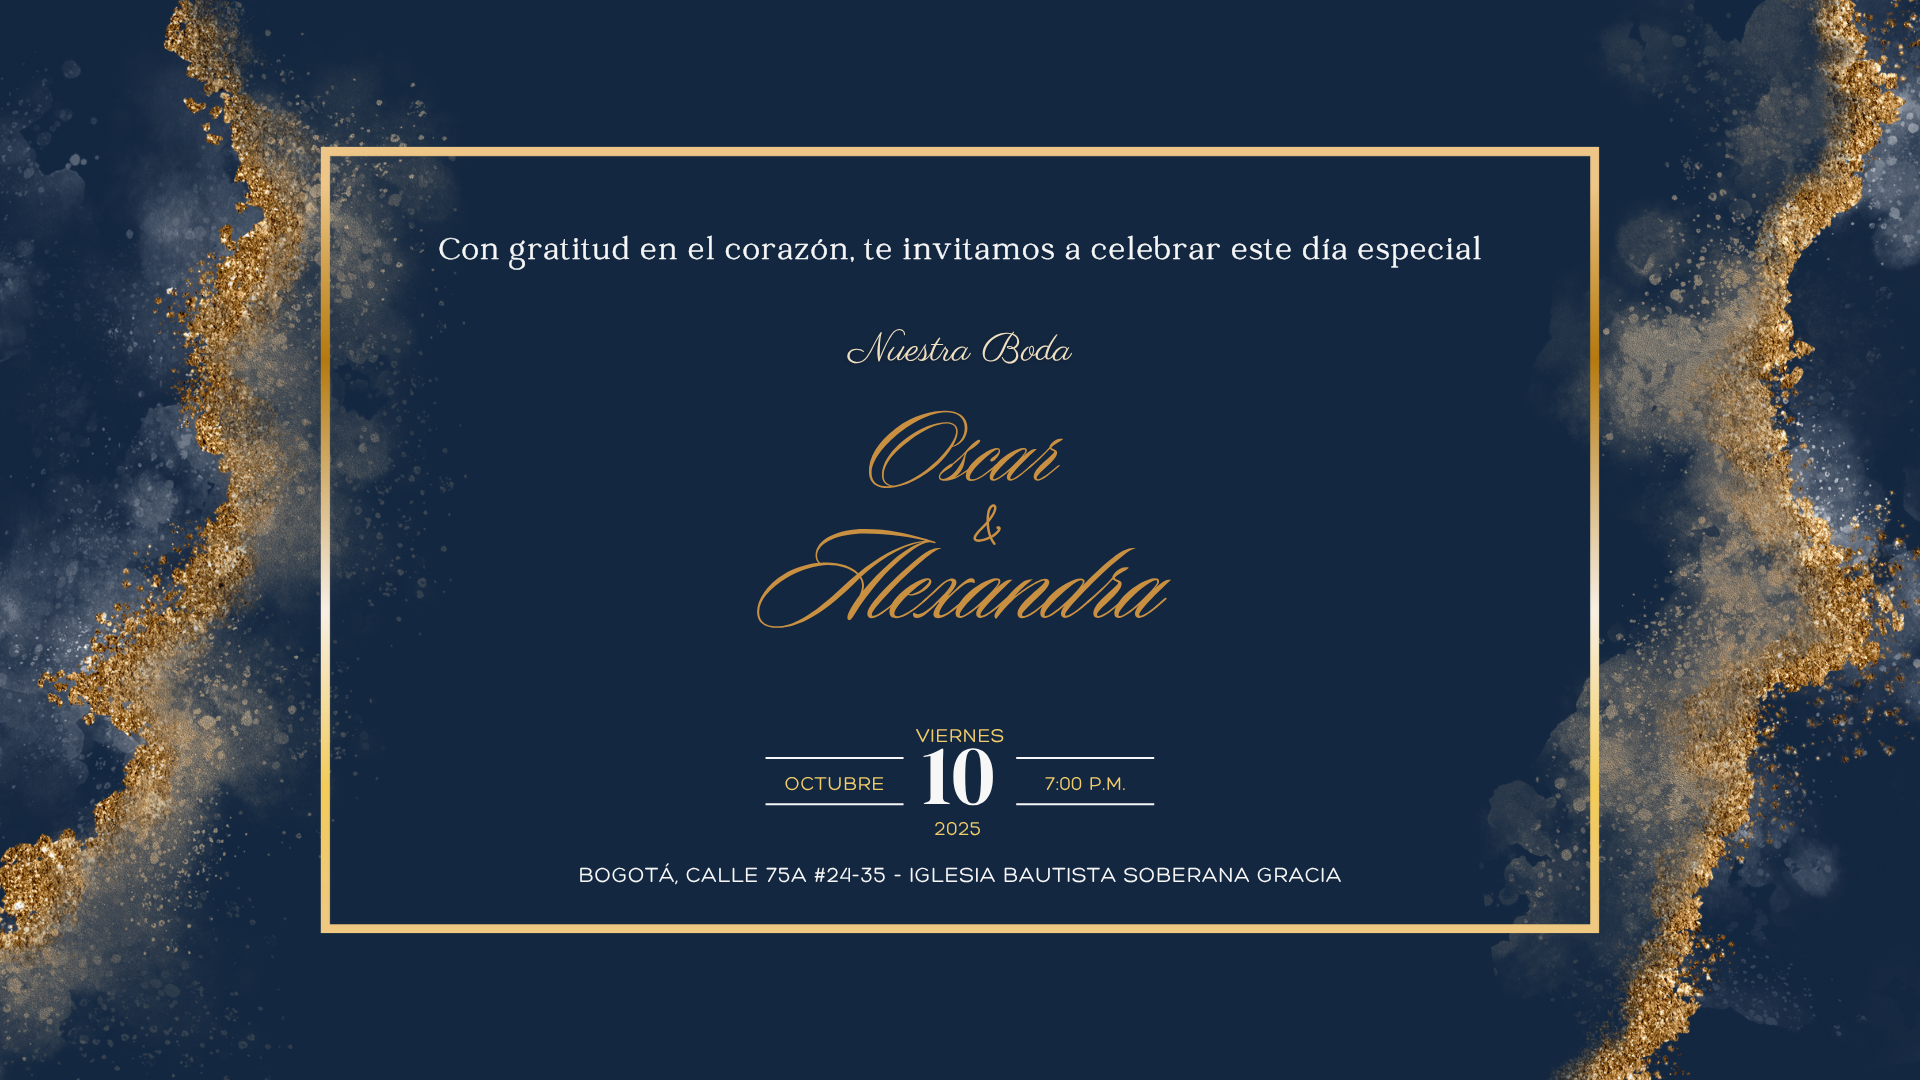 Con gratitud en el corazón, te invitamos a celebrar este día especial
Nuestra Boda
Oscar
&
Alexandra
VIERNES
OCTUBRE
10
7:00 P.M.
2025
BOGOTÁ, CALLE 75A #24-35 - IGLESIA BAUTISTA SOBERANA GRACIA